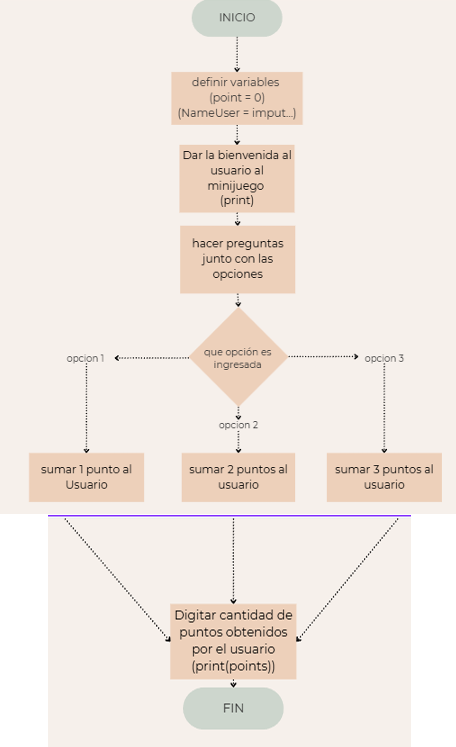 INICIO
definir variables
(point = 0)
(NameUser = imput...)
Dar la bienvenida al
usuario al
minijuego
(print)
hacer preguntas
junto con las
opciones
que opción es
ingresada
opcion 1
opcion 3
opcion 2
sumar 1 punto al
Usuario
sumar 2 puntos al
usuario
sumar 3 puntos al
usuario
Digitar cantidad de
puntos obtenidos
por el usuario
(print(points))
FIN